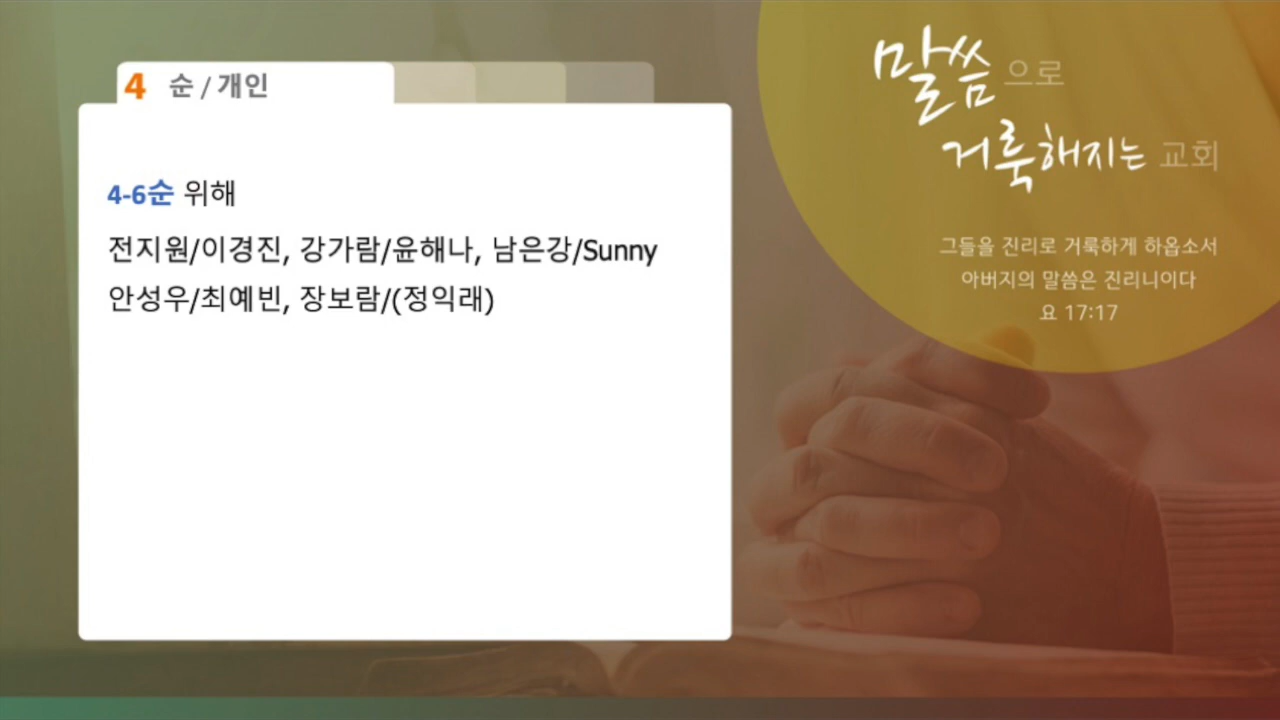 4 순 / 개인
4-6순 위해
전지원/이경진, 강가람/윤해나, 남은강/Sunny
안성우/최예빈, 장보람/(정익래)
말씀으로
거룩해지는 교회
그들을 진리로 거룩하게 하옵소서
아버지의 말씀은 진리니이다
요 17:17